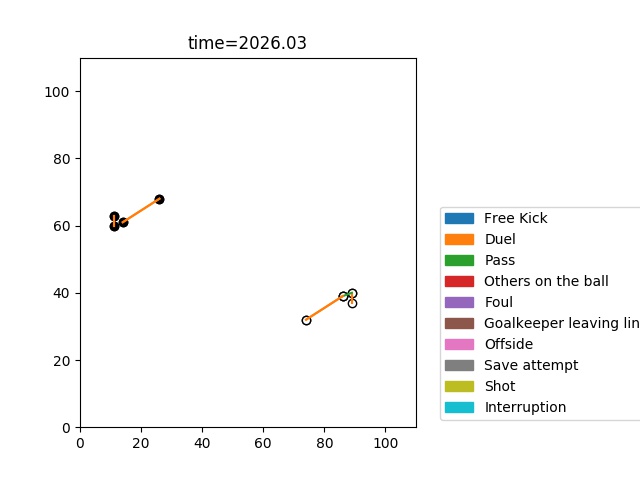 time=2026.03
100
80
60
40
20
0
0 20 40 60 80 100
Free Kick
Duel
Pass
Others on the ball
Foul
Goalkeeper leaving lin
Offside
Save attempt
Shot
Interruption